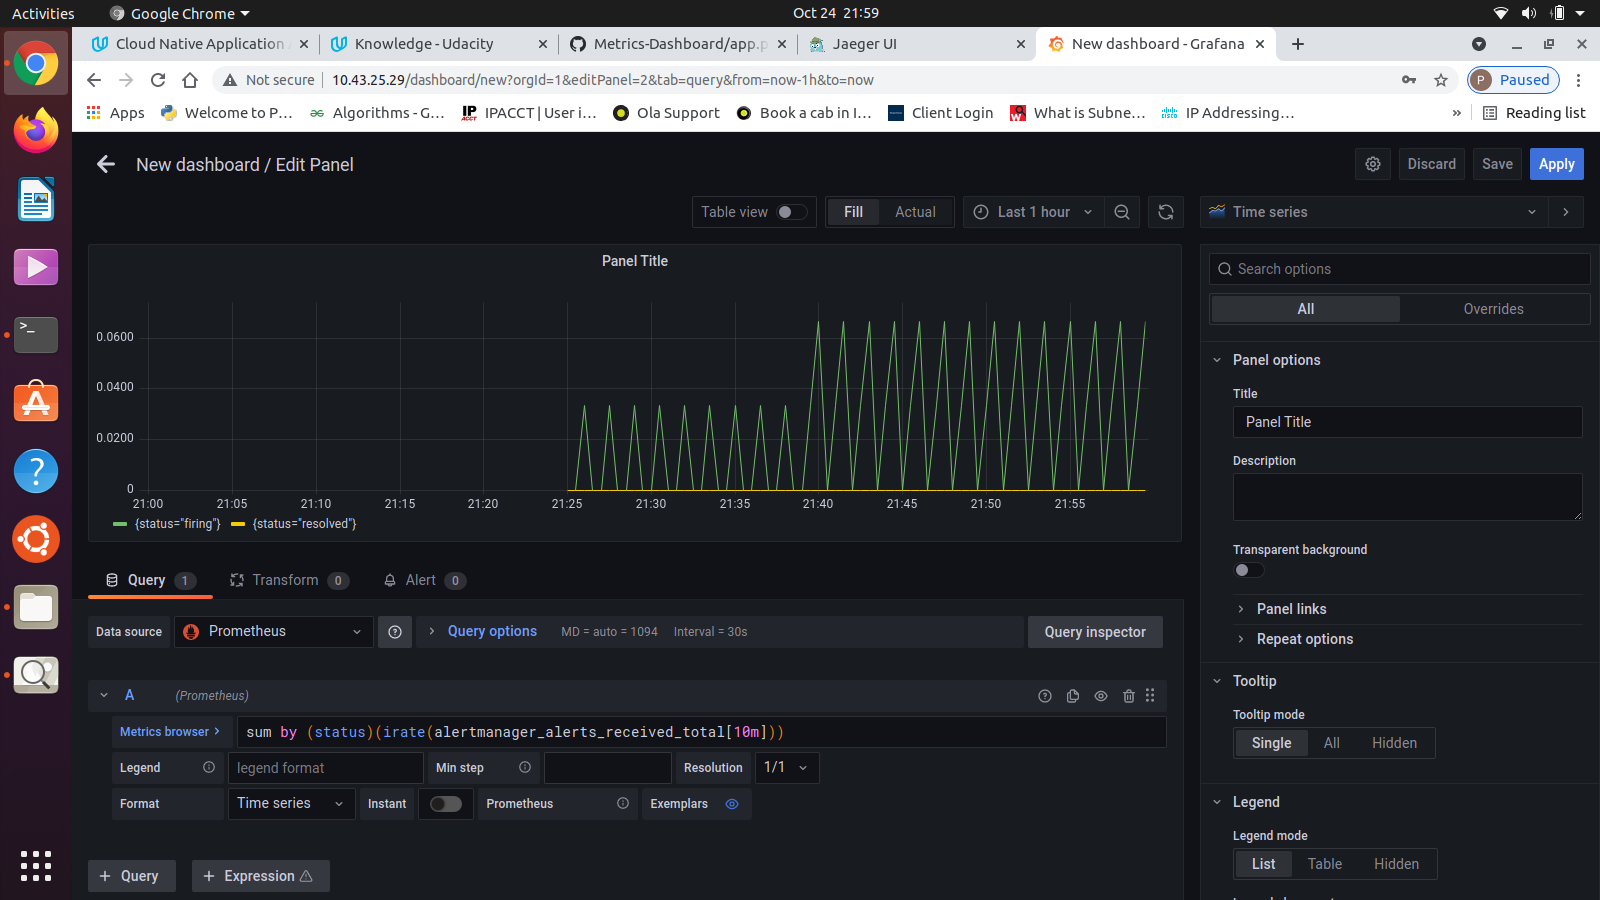 Activities
Google Chrome
Oct 24 21:59
Cloud Native Application
Knowledge - Udacity
Metrics-Dashboard/app.p
Jaeger UI
New dashboard - Grafana
Not secure
10.43.25.29/dashboard/new?orgId=1&editPanel=2&tab=query&from=now-1h&to=now
P
Paused
Apps
Welcome to P...
Algorithms - G...
IPACCT | User i...
Ola Support
Book a cab in I...
Client Login
What is Subne...
IP Addressing...
»
Reading list
New dashboard / Edit Panel
Discard
Save
Apply
Table view
Fill
Actual
Last 1 hour
Time series
Panel Title
0.0600
0.0400
0.0200
0
21:00
21:05
21:10
21:15
21:20
21:25
21:30
21:35
21:40
21:45
21:50
21:55
{status="firing"}
{status="resolved"}
Search options
All
Overrides
Panel options
Title
Panel Title
Description
Transparent background
Panel links
Repeat options
Tooltip
Tooltip mode
Single
All
Hidden
Legend
Legend mode
List
Table
Hidden
Query 1
Transform 0
Alert 0
Data source
Prometheus
Query options
MD = auto = 1094
Interval = 30s
Query inspector
A
(Prometheus)
Metrics browser
sum by (status)(irate(alertmanager_alerts_received_total[10m]))
Legend
legend format
Min step
Resolution
1/1
Format
Time series
Instant
Prometheus
Exemplars
+ Query
+ Expression